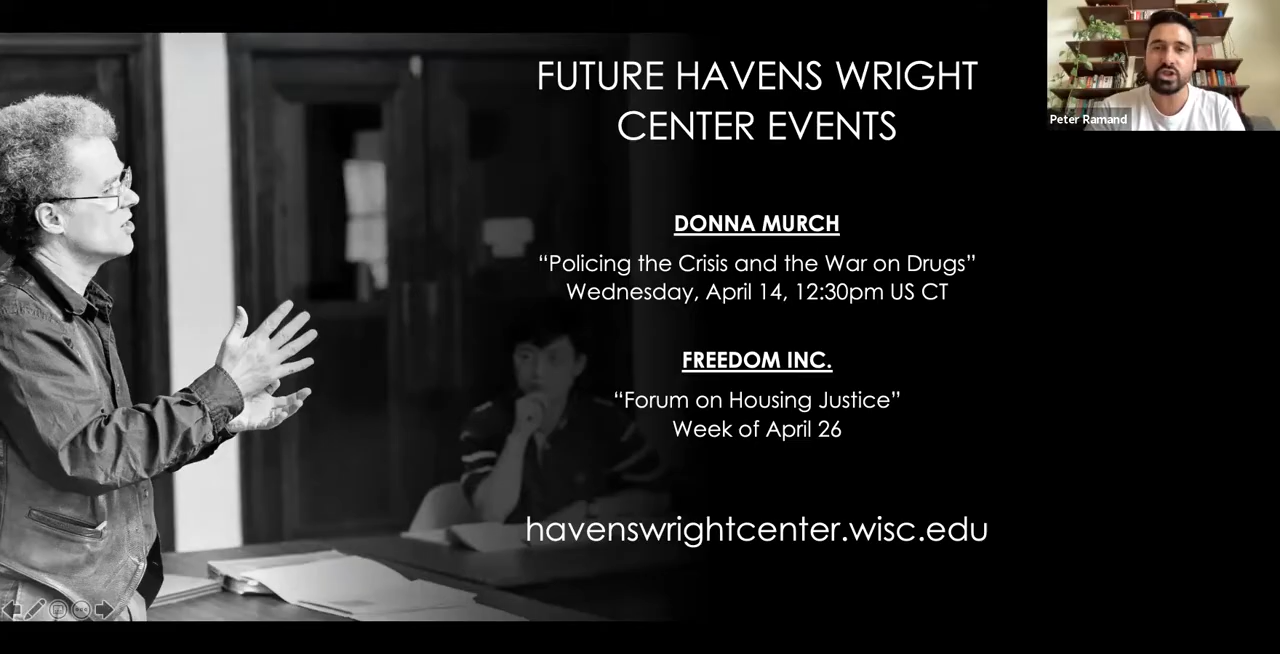 FUTURE HAVENS WRIGHT
CENTER EVENTS
Peter Ramand
DONNA MURCH
“Policing the Crisis and the War on Drugs”
Wednesday, April 14, 12:30pm US CT
FREEDOM INC.
“Forum on Housing Justice”
Week of April 26
havenswrightcenter.wisc.edu